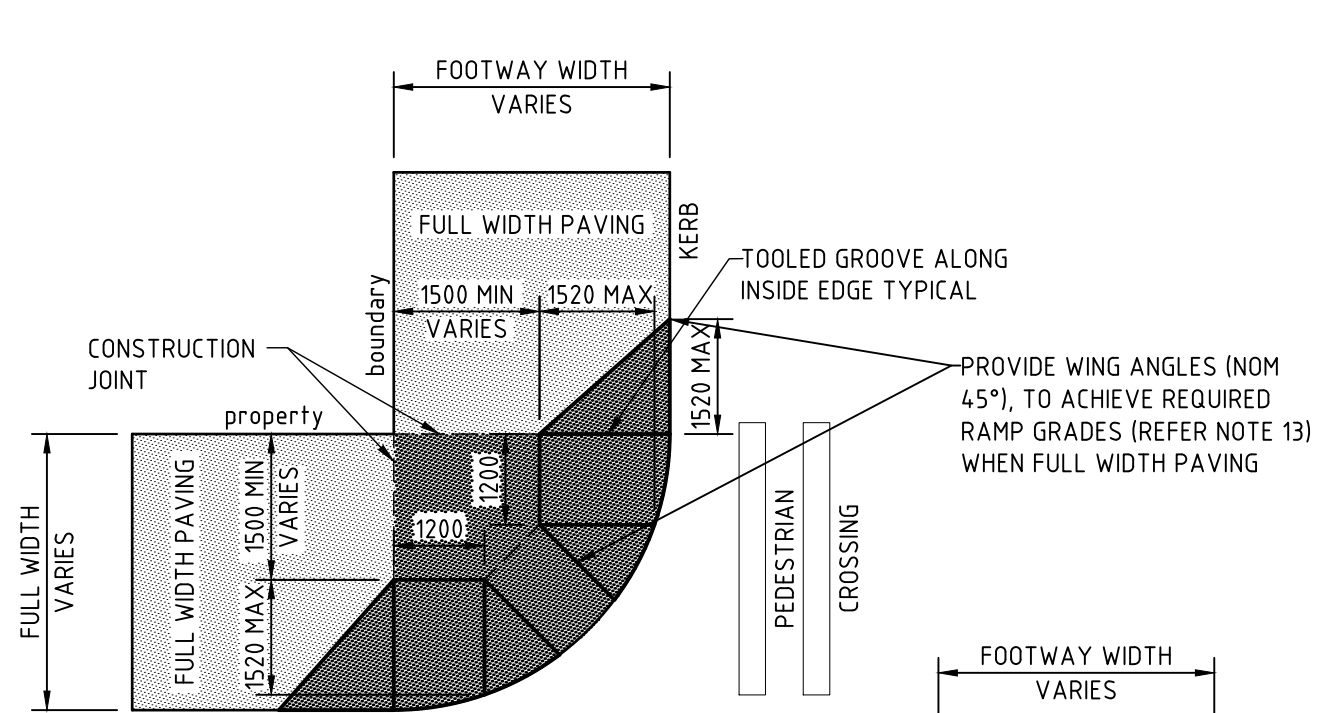 FOOTWAY WIDTH
VARIES
FULL WIDTH PAVING
KERB
TOOLED GROOVE ALONG
INSIDE EDGE TYPICAL
1500 MIN
VARIES
1520 MAX
boundary
CONSTRUCTION
JOINT
1520 MAX
PROVIDE WING ANGLES (NOM
45°), TO ACHIEVE REQUIRED
RAMP GRADES (REFER NOTE 13)
WHEN FULL WIDTH PAVING
property
FULL WIDTH
VARIES
FULL WIDTH PAVING
1500 MIN
VARIES
1520 MAX
1200
1200
PEDESTRIAN
CROSSING
FOOTWAY WIDTH
VARIES